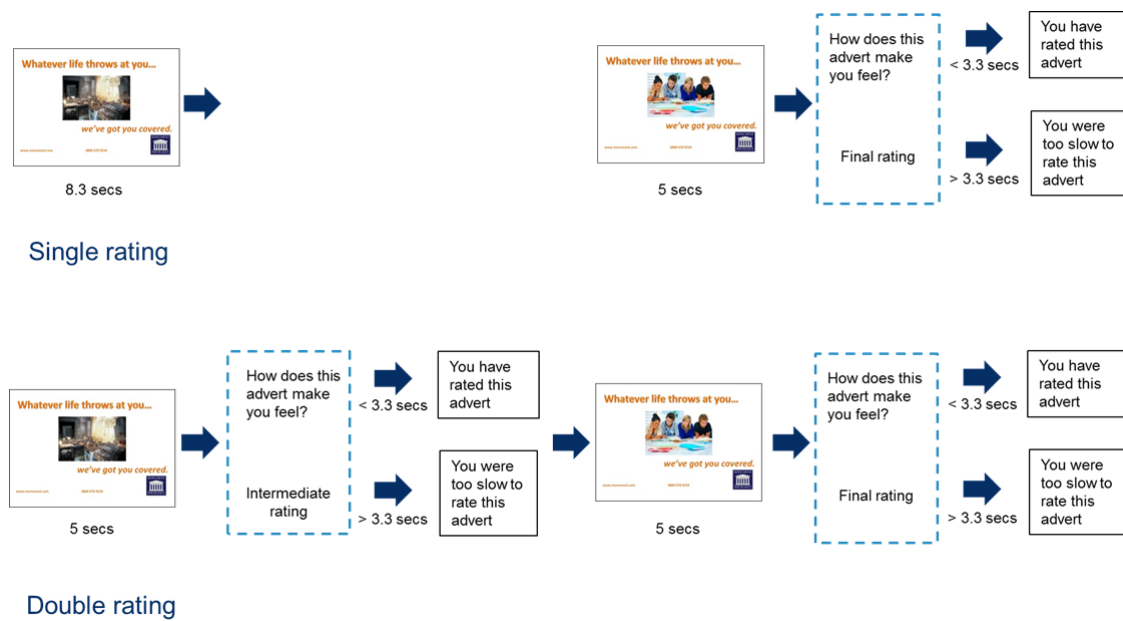 Whatever life throws at you...
we've got you covered.
8.3 secs
Whatever life throws at you...
we've got you covered.
5 secs
How does this
advert make
you feel?
Final rating
< 3.3 secs
You have
rated this
advert
> 3.3 secs
You were
too slow to
rate this
advert
Single rating
Whatever life throws at you...
we've got you covered.
5 secs
How does this
advert make
you feel?
Intermediate
rating
< 3.3 secs
You have
rated this
advert
> 3.3 secs
You were
too slow to
rate this
advert
Whatever life throws at you...
we've got you covered.
5 secs
How does this
advert make
you feel?
Final rating
< 3.3 secs
You have
rated this
advert
> 3.3 secs
You were
too slow to
rate this
advert
Double rating